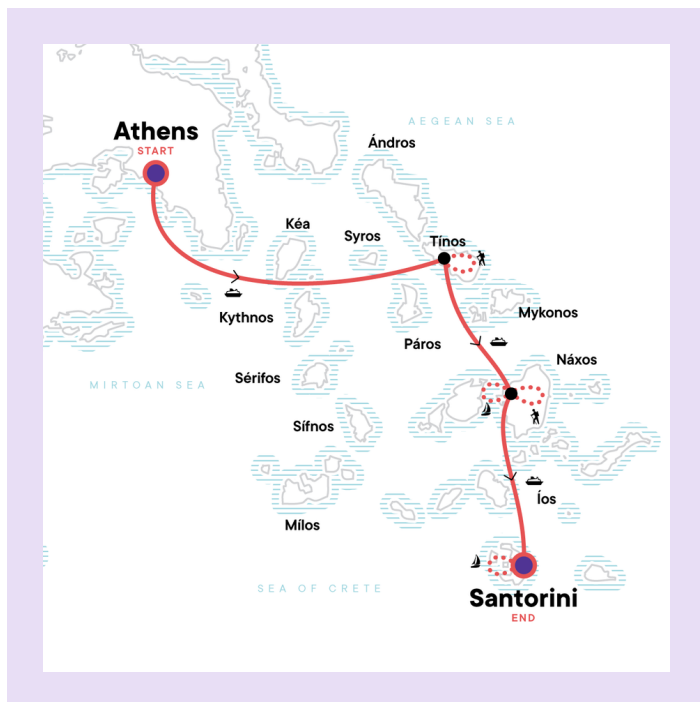 AEGEAN SEA
Athens
START
Ándros
Kéa
Syros
Tínos
Kythnos
Mykonos
Páros
Náxos
Sérifos
MIRTOAN SEA
Sífnos
Íos
Mílos
SEA OF CRETE
Santorini
END